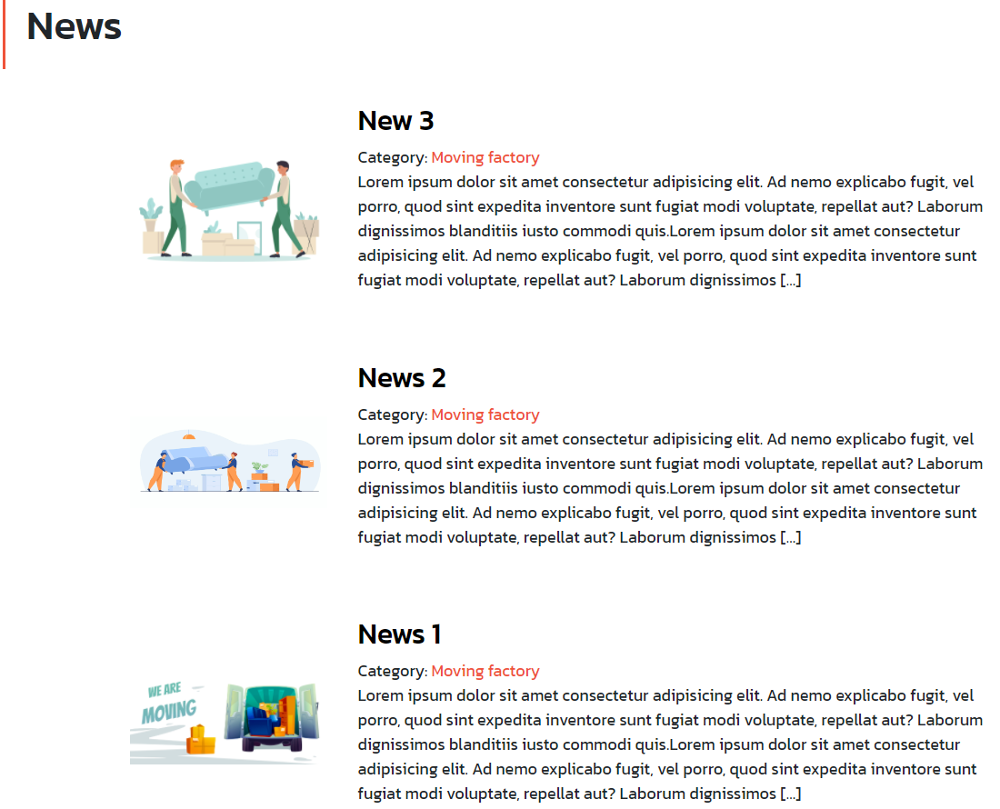 News
New 3
Category: Moving factory
Lorem ipsum dolor sit amet consectetur adipisicing elit. Ad nemo explicabo fugit, vel
porro, quod sint expedita inventore sunt fugiat modi voluptate, repellat aut? Laborum
dignissimos blanditiis iusto commodi quis.Lorem ipsum dolor sit amet consectetur
adipisicing elit. Ad nemo explicabo fugit, vel porro, quod sint expedita inventore sunt
fugiat modi voluptate, repellat aut? Laborum dignissimos [...]
News 2
Category: Moving factory
Lorem ipsum dolor sit amet consectetur adipisicing elit. Ad nemo explicabo fugit, vel
porro, quod sint expedita inventore sunt fugiat modi voluptate, repellat aut? Laborum
dignissimos blanditiis iusto commodi quis.Lorem ipsum dolor sit amet consectetur
adipisicing elit. Ad nemo explicabo fugit, vel porro, quod sint expedita inventore sunt
fugiat modi voluptate, repellat aut? Laborum dignissimos [...]
News 1
WE ARE
MOVING
Category: Moving factory
Lorem ipsum dolor sit amet consectetur adipisicing elit. Ad nemo explicabo fugit, vel
porro, quod sint expedita inventore sunt fugiat modi voluptate, repellat aut? Laborum
dignissimos blanditiis iusto commodi quis.Lorem ipsum dolor sit amet consectetur
adipisicing elit. Ad nemo explicabo fugit, vel porro, quod sint expedita inventore sunt
fugiat modi voluptate, repellat aut? Laborum dignissimos [...]